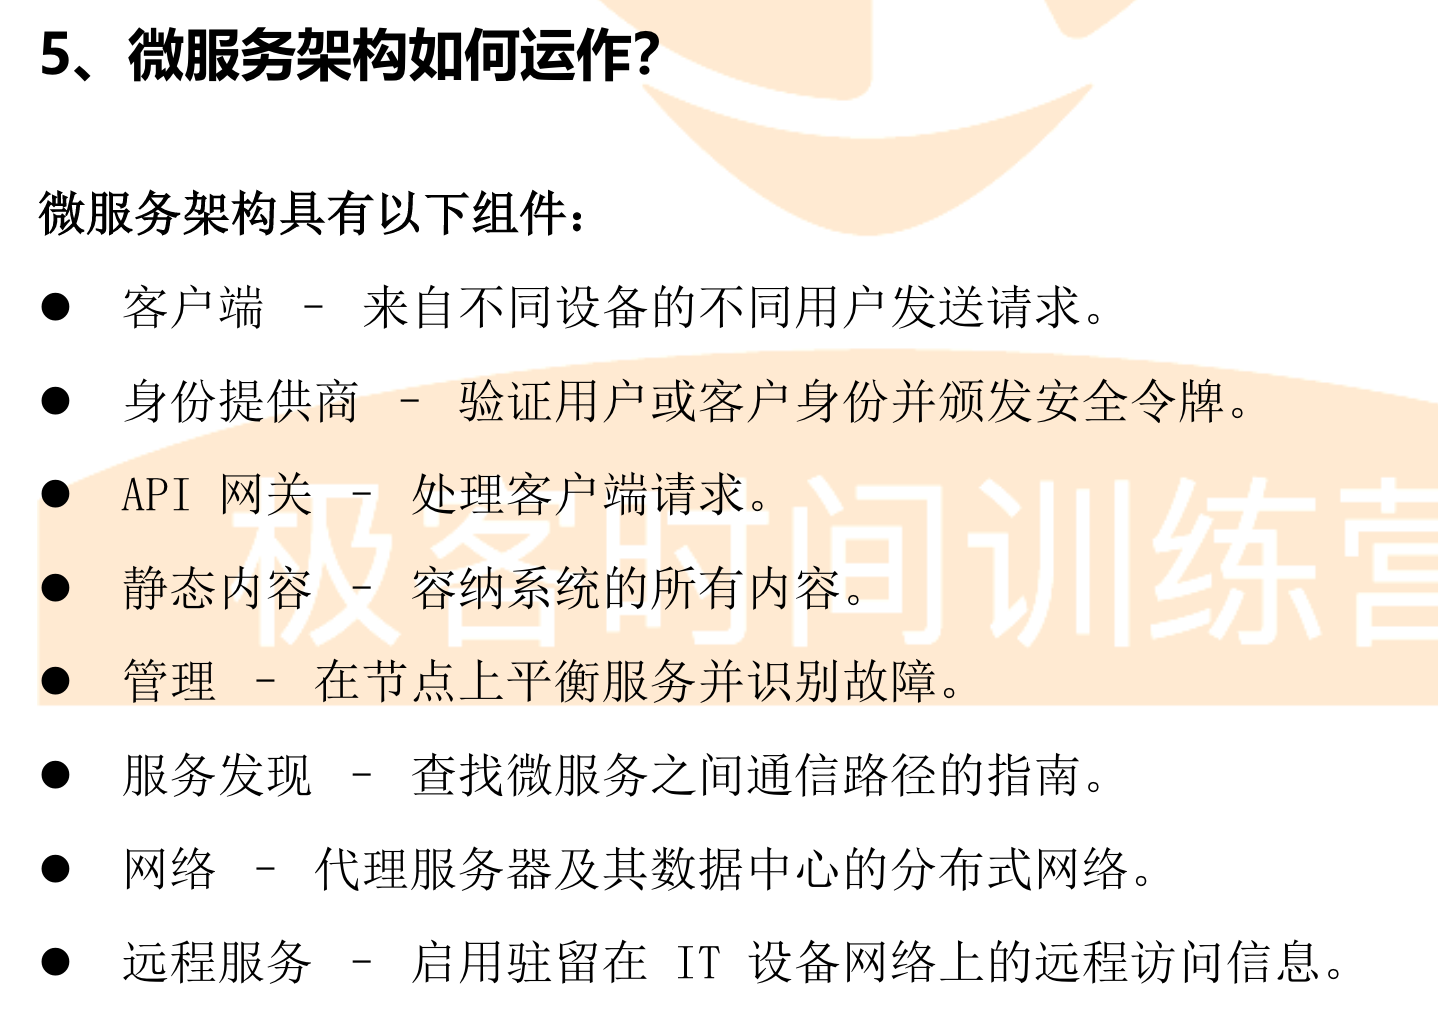 5、微服务架构如何运作?
微服务架构具有以下组件：
● 客户端 – 来自不同设备的不同用户发送请求。
● 身份提供商 – 验证用户或客户身份并颁发安全令牌。
● API 网关 – 处理客户端请求。
● 静态内容 – 容纳系统的所有内容。
● 管理 – 在节点上平衡服务并识别故障。
● 服务发现 – 查找微服务之间通信路径的指南。
● 网络 – 代理服务器及其数据中心的分布式网络。
● 远程服务 – 启用驻留在 IT 设备网络上的远程访问信息。
极客时间训练营